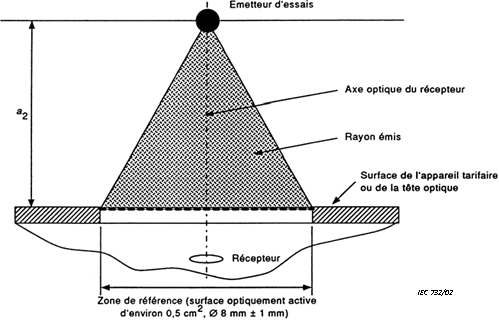 Emetteur d'essais
a2
Axe optique du récepteur
Rayon émis
Surface de l'appareil tarifaire
ou de la tête optique
Récepteur
Zone de référence (surface optiquement active
d'environ 0,5 cm², Ø 8 mm ± 1 mm)
IEC 732/02